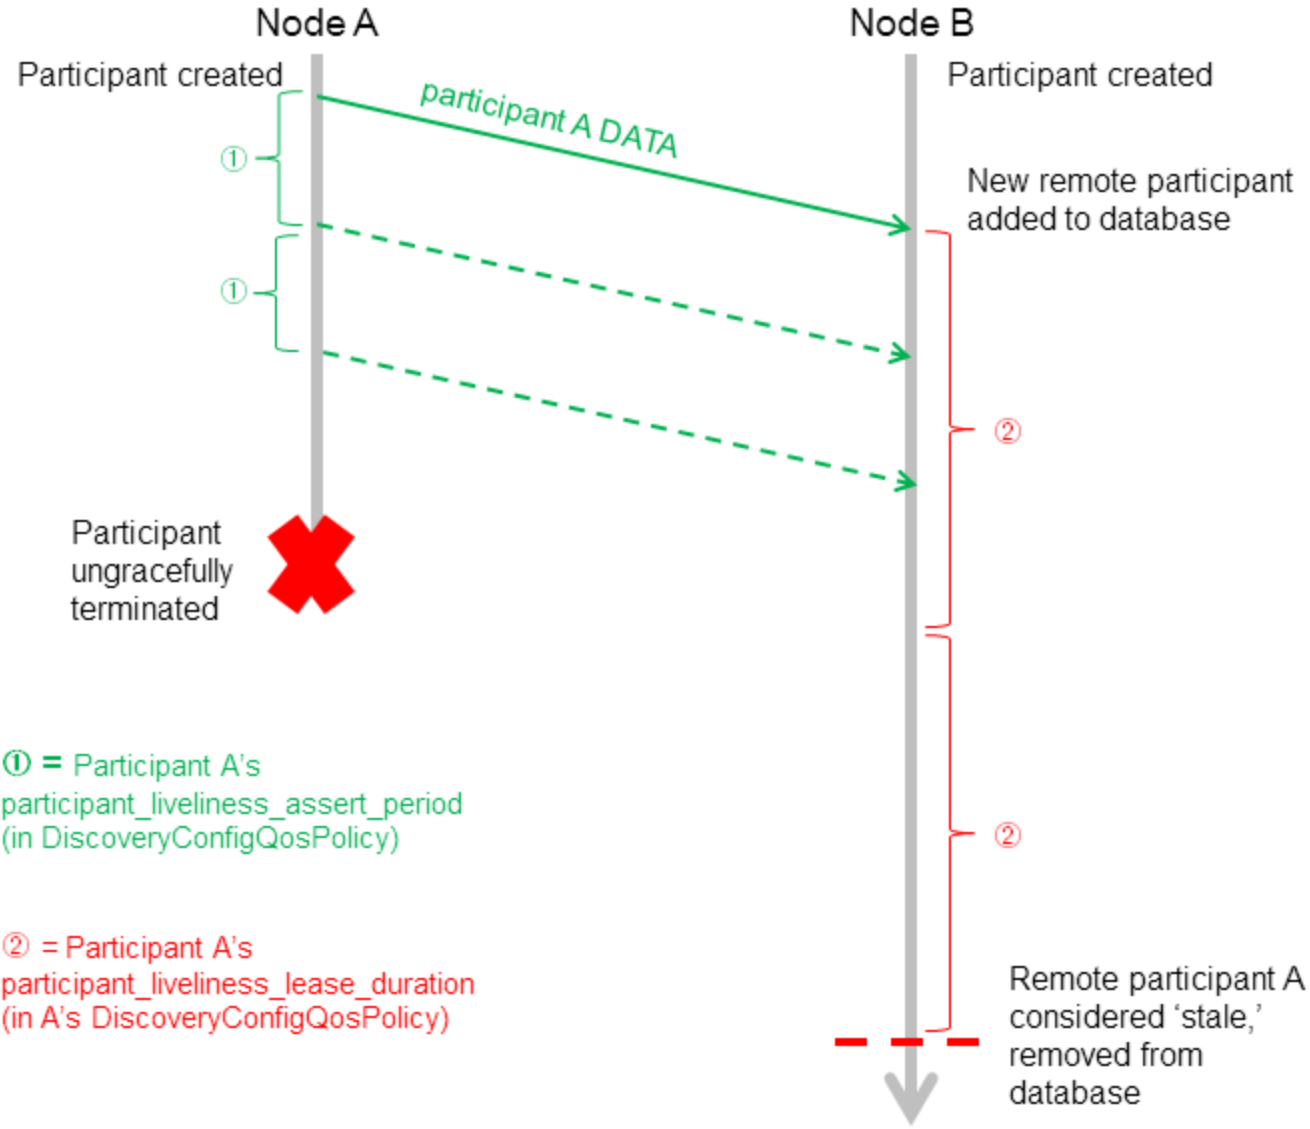 Node A
Node B
Participant created
Participant created
participant A DATA
①
New remote participant
added to database
①
②
Participant
ungracefully
terminated
① = Participant A's
participant_liveliness_assert_period
(in DiscoveryConfigQosPolicy)
②
② = Participant A's
participant_liveliness_lease_duration
(in A's DiscoveryConfigQosPolicy)
Remote participant A
considered ‘stale,’
removed from
database